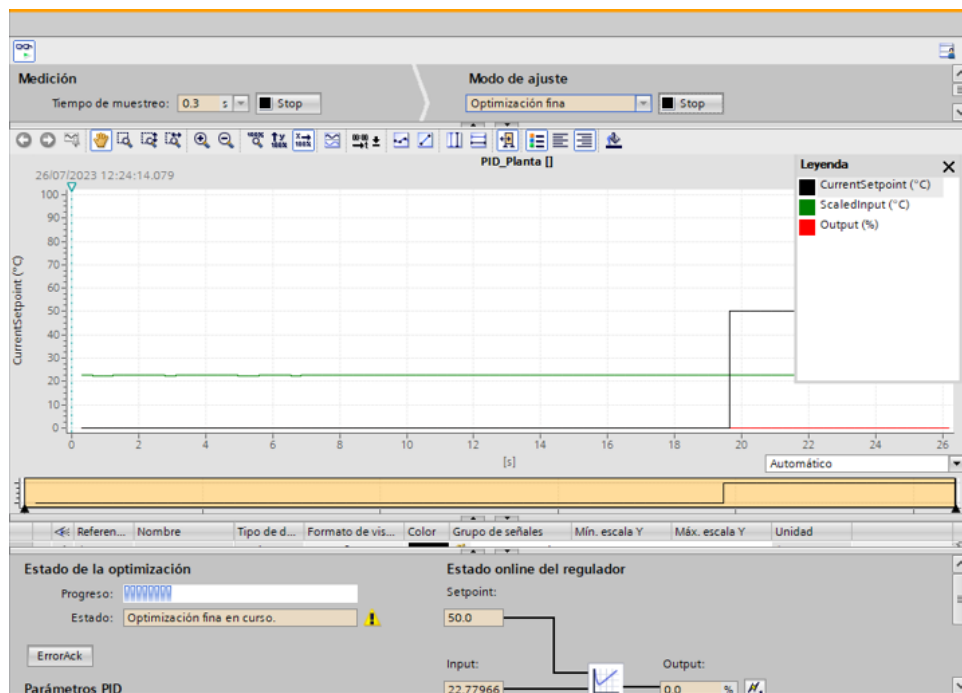 Medición
Modo de ajuste
Tiempo de muestreo: 0.3 s Stop
Optimización fina Stop
PID_Planta []
26/07/2023 12:24:14.079
Leyenda
CurrentSetpoint (°C)
ScaledInput (°C)
Output (%)
CurrentSetpoint (°C)
100
90
80
70
60
50
40
30
20
10
0
0 2 4 6 8 10 12 14 16 18 20 22 24 26
[s]
Automático
Referen... Nombre Tipo de d... Formato de vis... Color Grupo de señales Mín. escala Y Máx. escala Y Unidad
Estado de la optimización
Progreso:
Estado: Optimización fina en curso.
ErrorAck
Parámetros PID
Estado online del regulador
Setpoint:
50.0
Input: Output:
22.77966 0.0 %